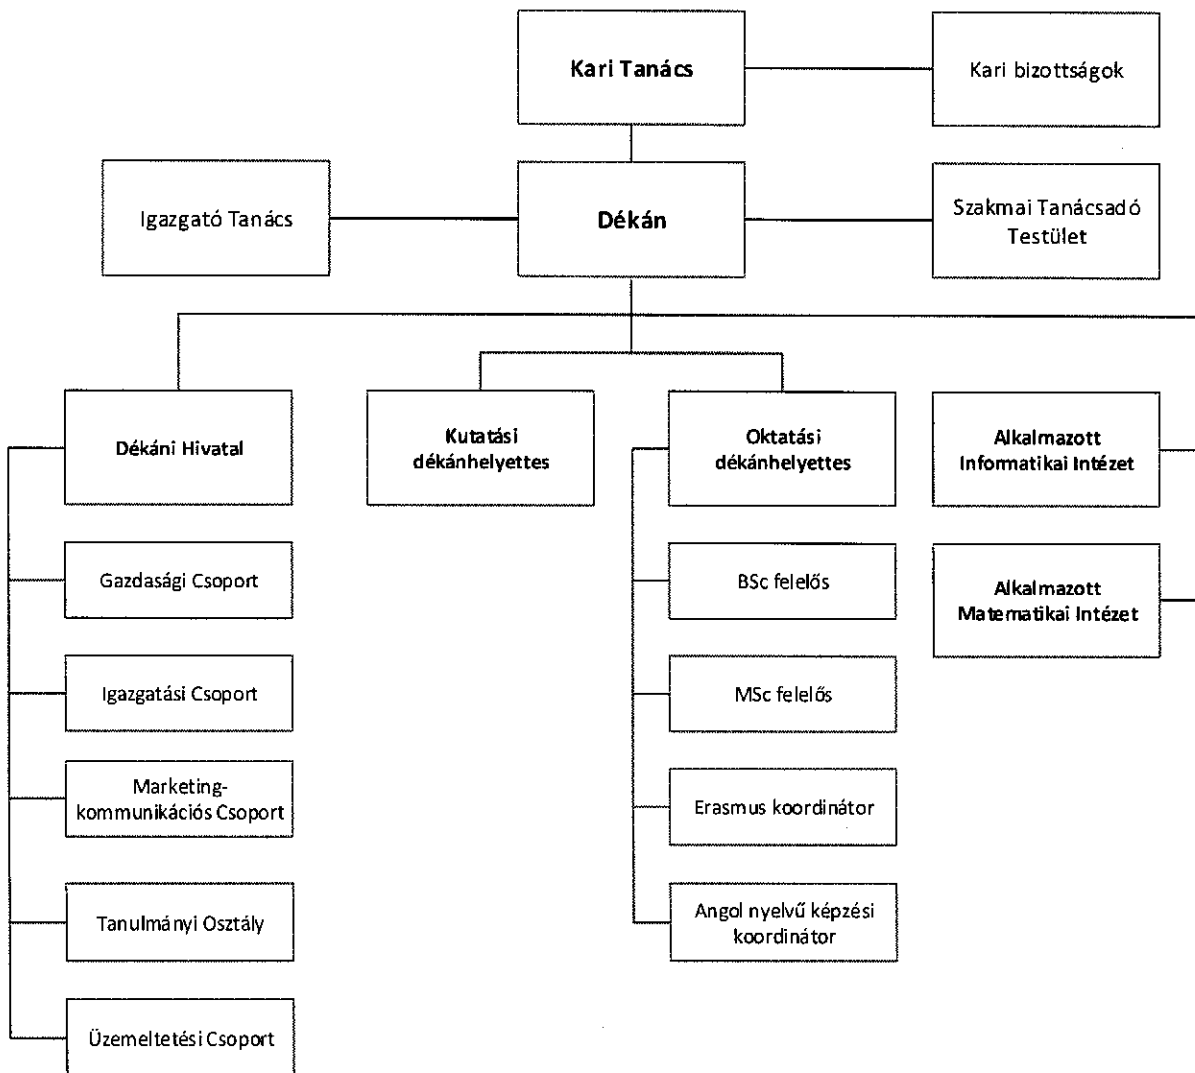 Kari Tanács
Kari bizottságok
Igazgató Tanács
Dékán
Szakmai Tanácsadó
Testület
Dékáni Hivatal
Kutatási
dékánhelyettes
Oktatási
dékánhelyettes
Alkalmazott
Informatikai Intézet
Gazdasági Csoport
BSc felelős
Alkalmazott
Matematikai Intézet
Igazgatási Csoport
MSc felelős
Marketing-
kommunikációs Csoport
Erasmus koordinátor
Tanulmányi Osztály
Angol nyelvű képzési
koordinátor
Üzemeltetési Csoport